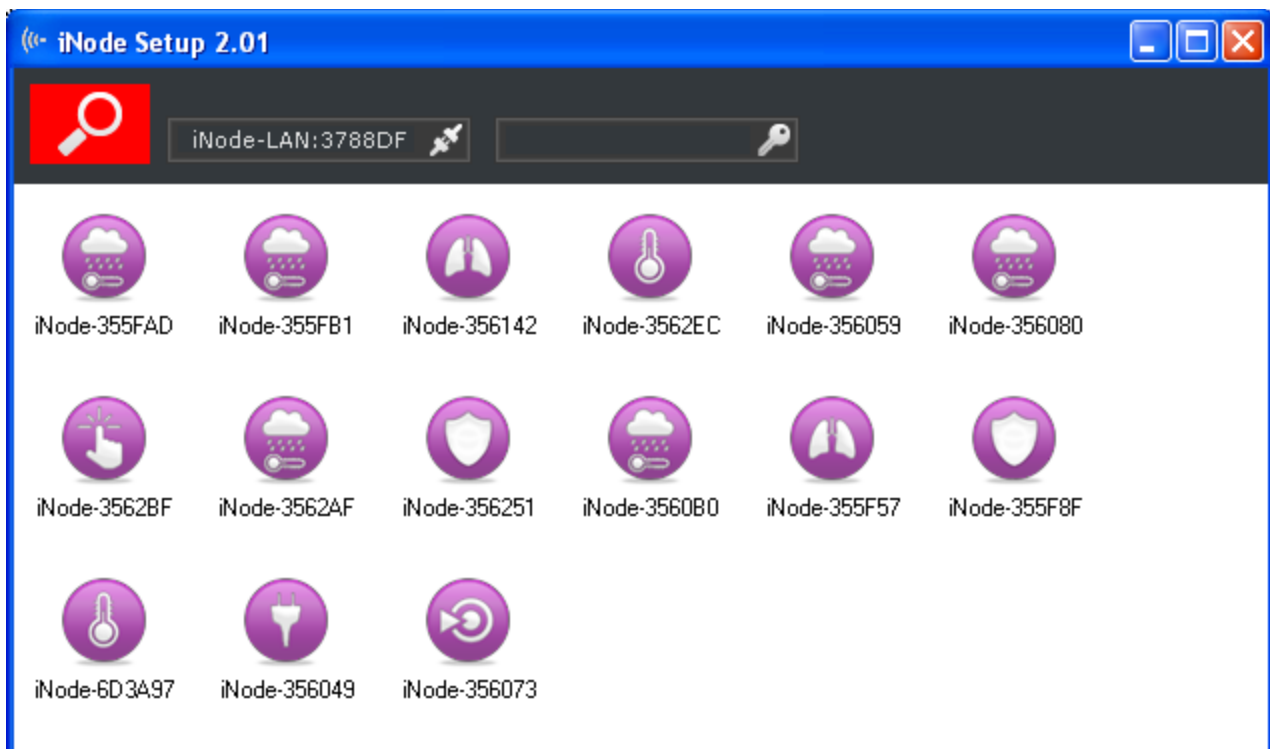 iNode Setup 2.01
iNode-LAN:3788DF
iNode-355FAD iNode-355FB1 iNode-356142 iNode-3562EC iNode-356059 iNode-356080
iNode-3562BF iNode-3562AF iNode-356251 iNode-3560B0 iNode-355F57 iNode-355F8F
iNode-6D3A97 iNode-356049 iNode-356073